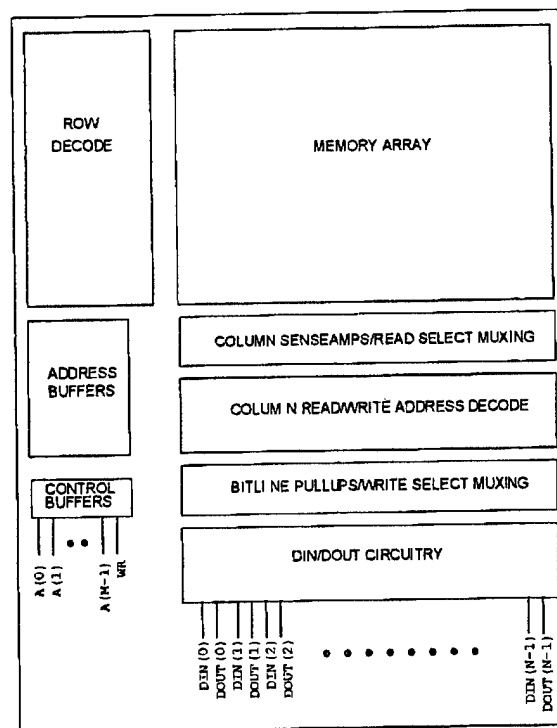 ROW
DECODE
MEMORY ARRAY
ADDRESS
BUFFERS
COLUMN SENSEAMPS/READ SELECT MUXING
COLUM N READ/WRITE ADDRESS DECODE
CONTROL
BUFFERS
BITLI NE PULLUPS/WRITE SELECT MUXING
DIN/DOUT CIRCUITRY
A(0)
A(1)
A(M-1)
WR
DIN(0)
DOUT(0)
DIN(1)
DOUT(1)
DIN(2)
DOUT(2)
DIN(N-1)
DOUT(N-1)